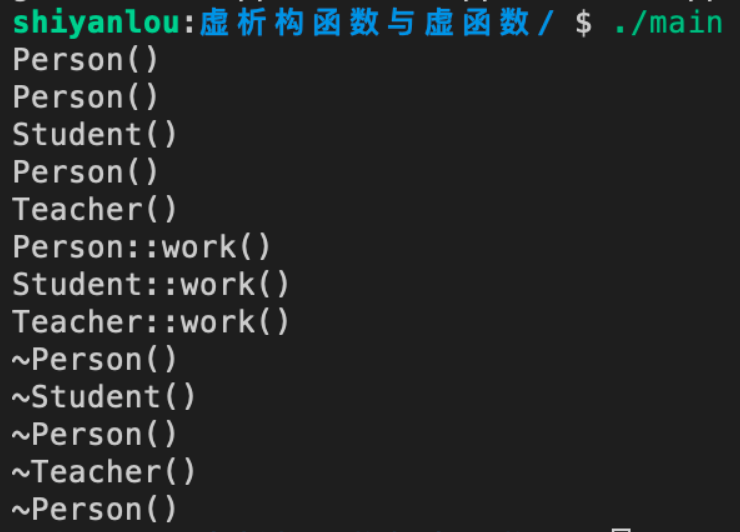 shiyanlou:虚析构函数与虚函数/ $ ./main
Person()
Person()
Student()
Person()
Teacher()
Person::work()
Student::work()
Teacher::work()
~Person()
~Student()
~Person()
~Teacher()
~Person()